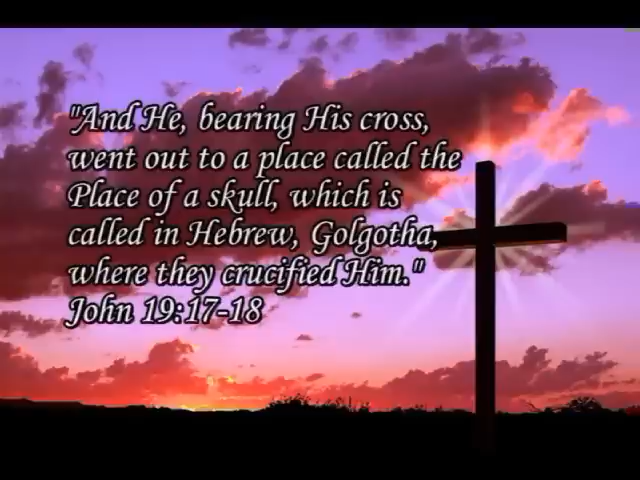 "And He, bearing His cross,
went out to a place called the
Place of a skull, which is
called in Hebrew, Golgotha,
where they crucified Him."
John 19:17-18